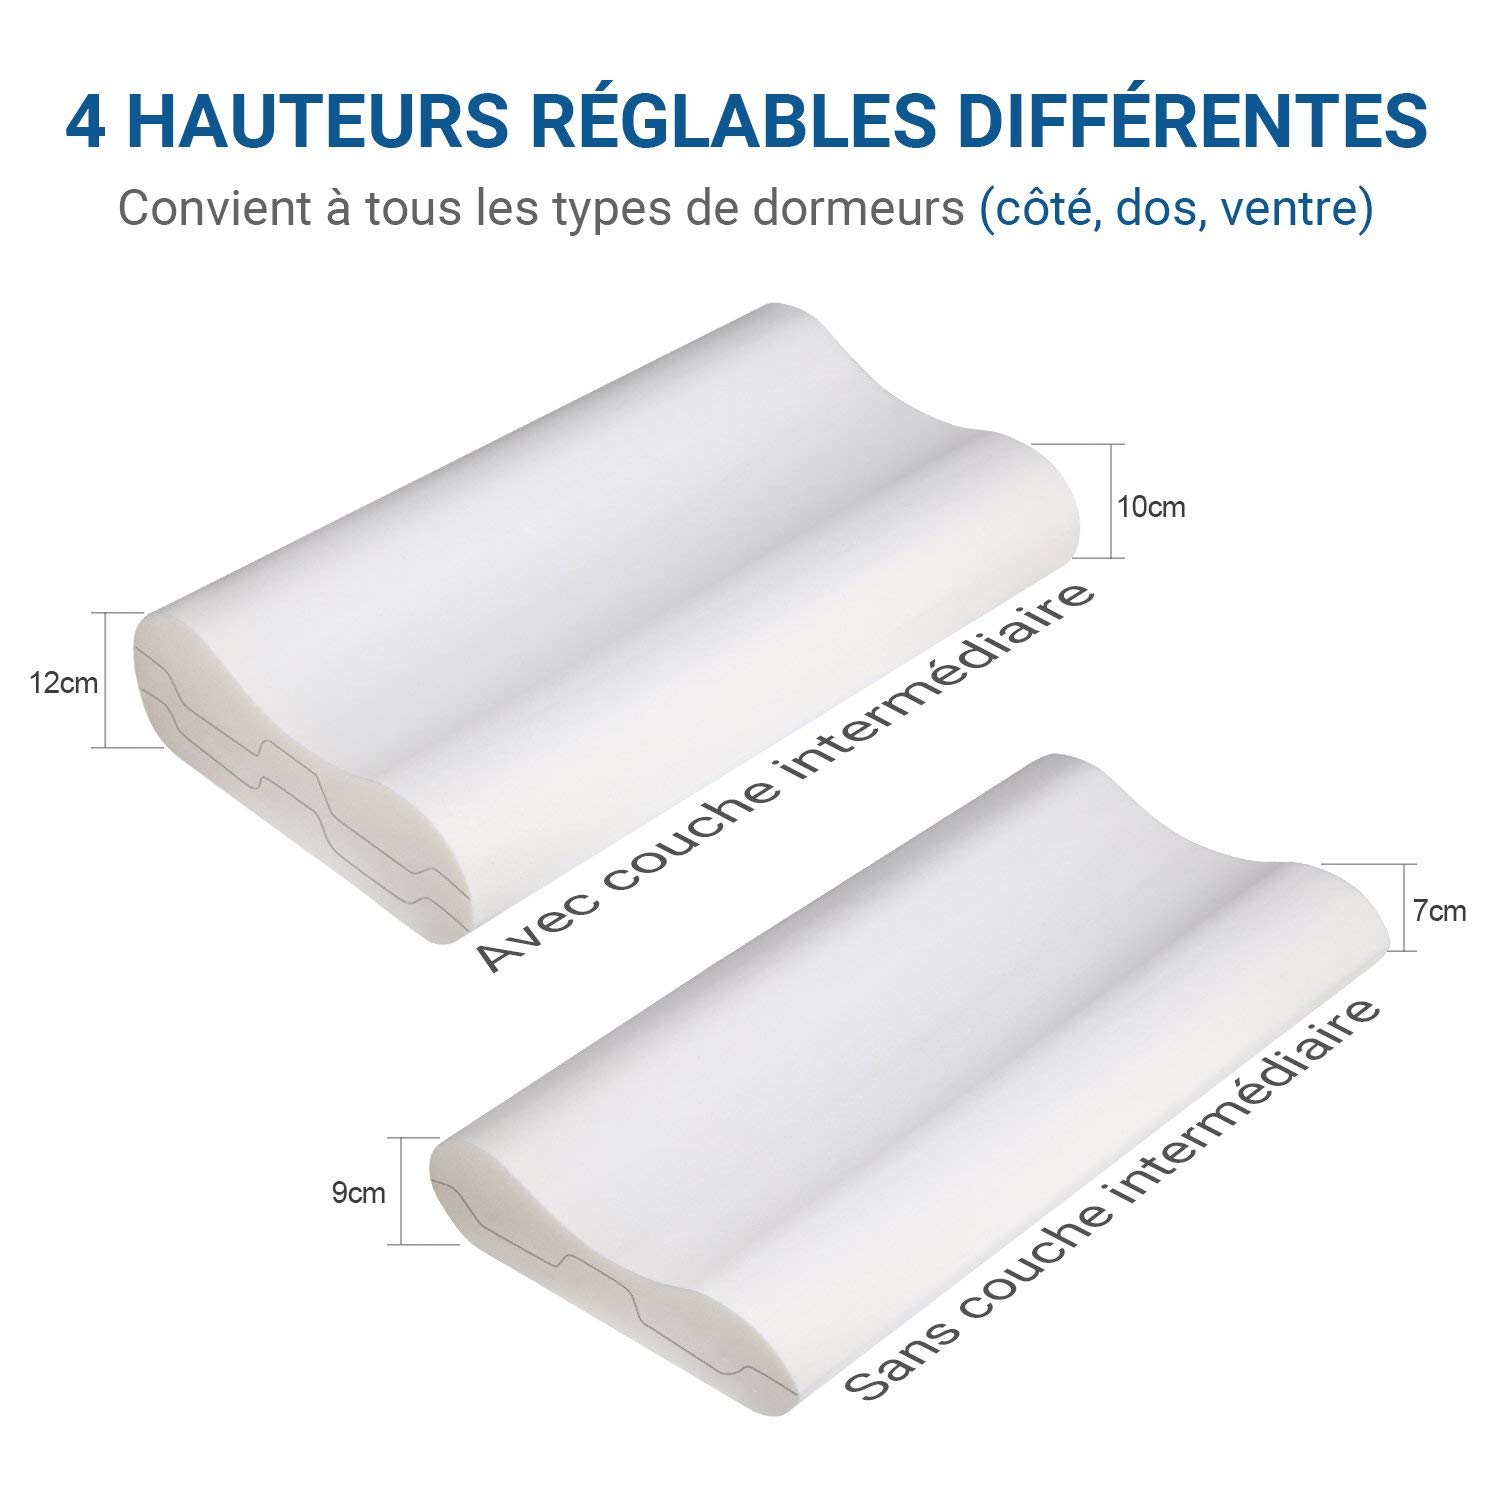 4 HAUTEURS RÉGLABLES DIFFÉRENTES
Convient à tous les types de dormeurs (côté, dos, ventre)
10cm
12cm
Avec couche intermédiaire
7cm
9cm
Sans couche intermédiaire